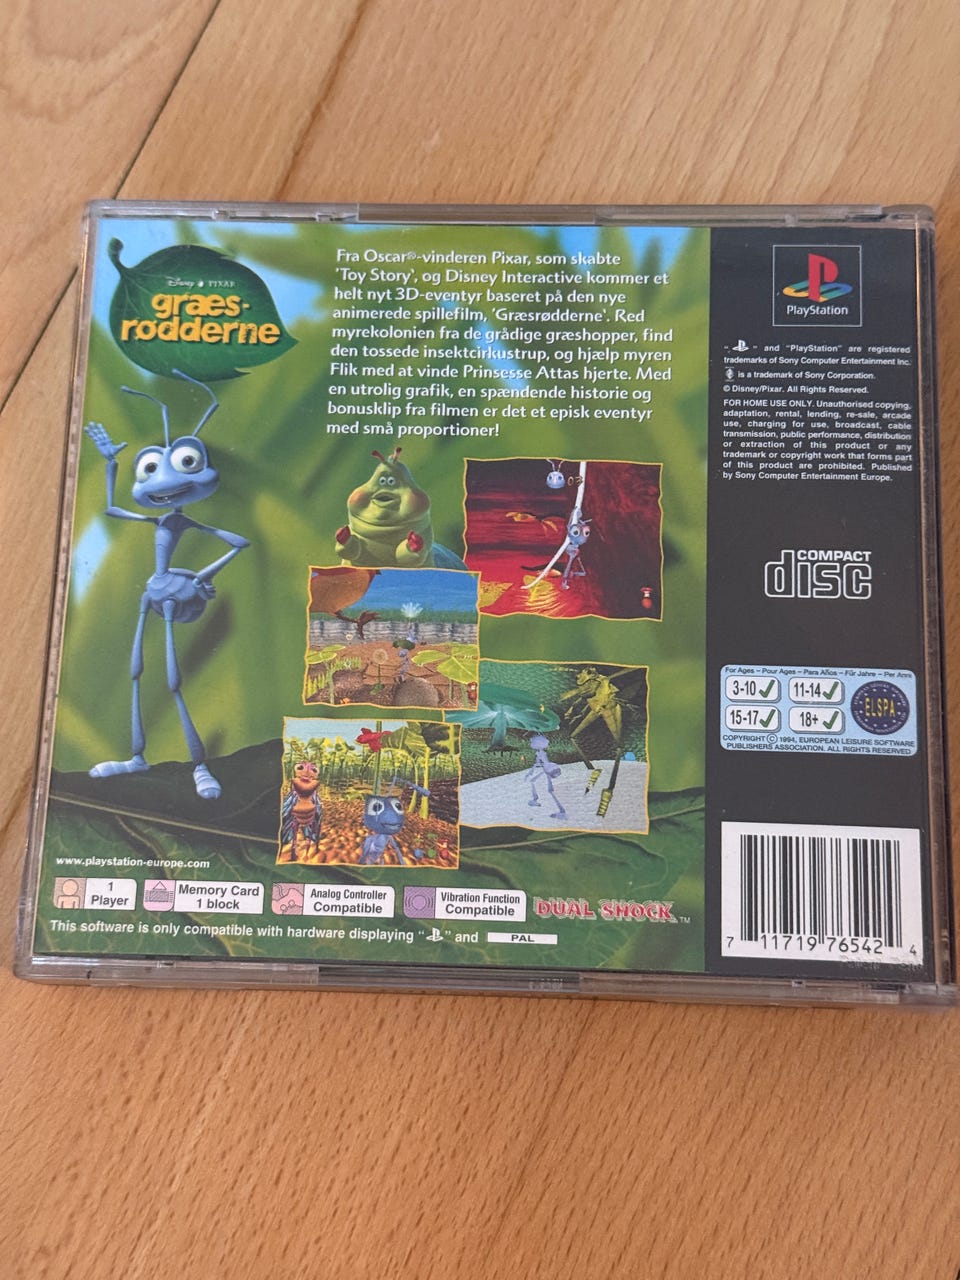 Disney PIXAR
græs-
rødderne
Fra Oscar®-vinderen Pixar, som skabte
'Toy Story', og Disney Interactive kommer et
helt nyt 3D-eventyr baseret på den nye
animerede spillefilm, 'Græsrødderne'. Red
myrekolonien fra de grådige græshopper, find
den tossede insektcirkustrup, og hjælp myren
Flik med at vinde Prinsesse Attas hjerte. Med
en utrolig grafik, en spændende historie og
bonusklip fra filmen er det et episk eventyr
med små proportioner!
PlayStation
" " and "PlayStation" are registered
trademarks of Sony Computer Entertainment Inc.
is a trademark of Sony Corporation.
© Disney/Pixar. All Rights Reserved.
FOR HOME USE ONLY. Unauthorised copying,
adaptation, rental, lending, re-sale, arcade
use, charging for use, broadcast, cable
transmission, public performance, distribution
or extraction of this product or any
trademark or copyright work that forms part
of this product are prohibited. Published
by Sony Computer Entertainment Europe.
COMPACT
disc
For Ages – Pour Ages – Para Años – Für Jahre – Per Anni
3-10 11-14
15-17 18+
ELSPA
COPYRIGHT © 1994, EUROPEAN LEISURE SOFTWARE
PUBLISHERS ASSOCIATION. ALL RIGHTS RESERVED
7 11719 76542 4
www.playstation-europe.com
1
Player
Memory Card
1 block
Analog Controller
Compatible
Vibration Function
Compatible
DUAL SHOCK™
This software is only compatible with hardware displaying " " and PAL